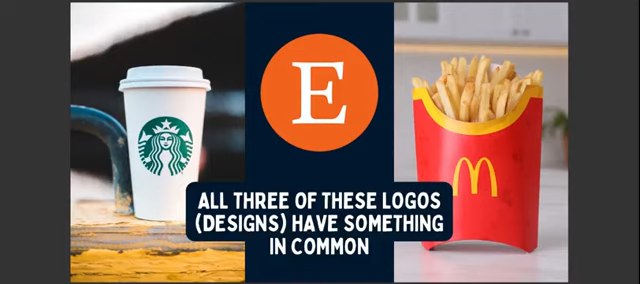 E
M
ALL THREE OF THESE LOGOS
(DESIGNS) HAVE SOMETHING
IN COMMON